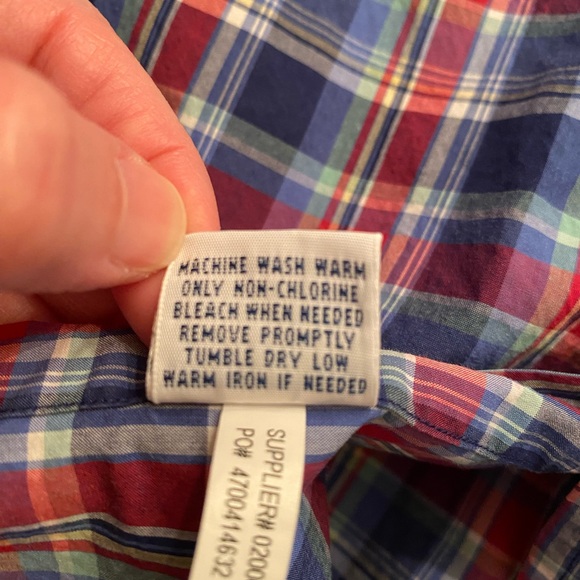 MACHINE WASH WARM
ONLY NON-CHLORINE
BLEACH WHEN NEEDED
REMOVE PROMPTLY
TUMBLE DRY LOW
WARM IRON IF NEEDED
SUPPLIER# 0200
PO# 4700414632